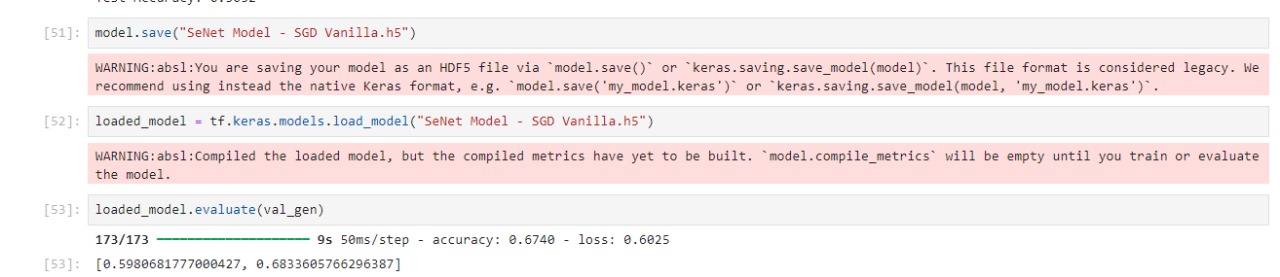 [51]: model.save("SeNet Model - SGD Vanilla.h5")
WARNING:absl:You are saving your model as an HDF5 file via `model.save()` or `keras.saving.save_model(model)`. This file format is considered legacy. We
recommend using instead the native Keras format, e.g. `model.save('my_model.keras')` or `keras.saving.save_model(model, 'my_model.keras')`.
[52]: loaded_model = tf.keras.models.load_model("SeNet Model - SGD Vanilla.h5")
WARNING:absl:Compiled the loaded model, but the compiled metrics have yet to be built. `model.compile_metrics` will be empty until you train or evaluate
the model.
[53]: loaded_model.evaluate(val_gen)
173/173 ━━━━━━━━━━━━━━━━━━━━ 9s 50ms/step - accuracy: 0.6740 - loss: 0.6025
[53]: [0.5980681777000427, 0.6833605766296387]